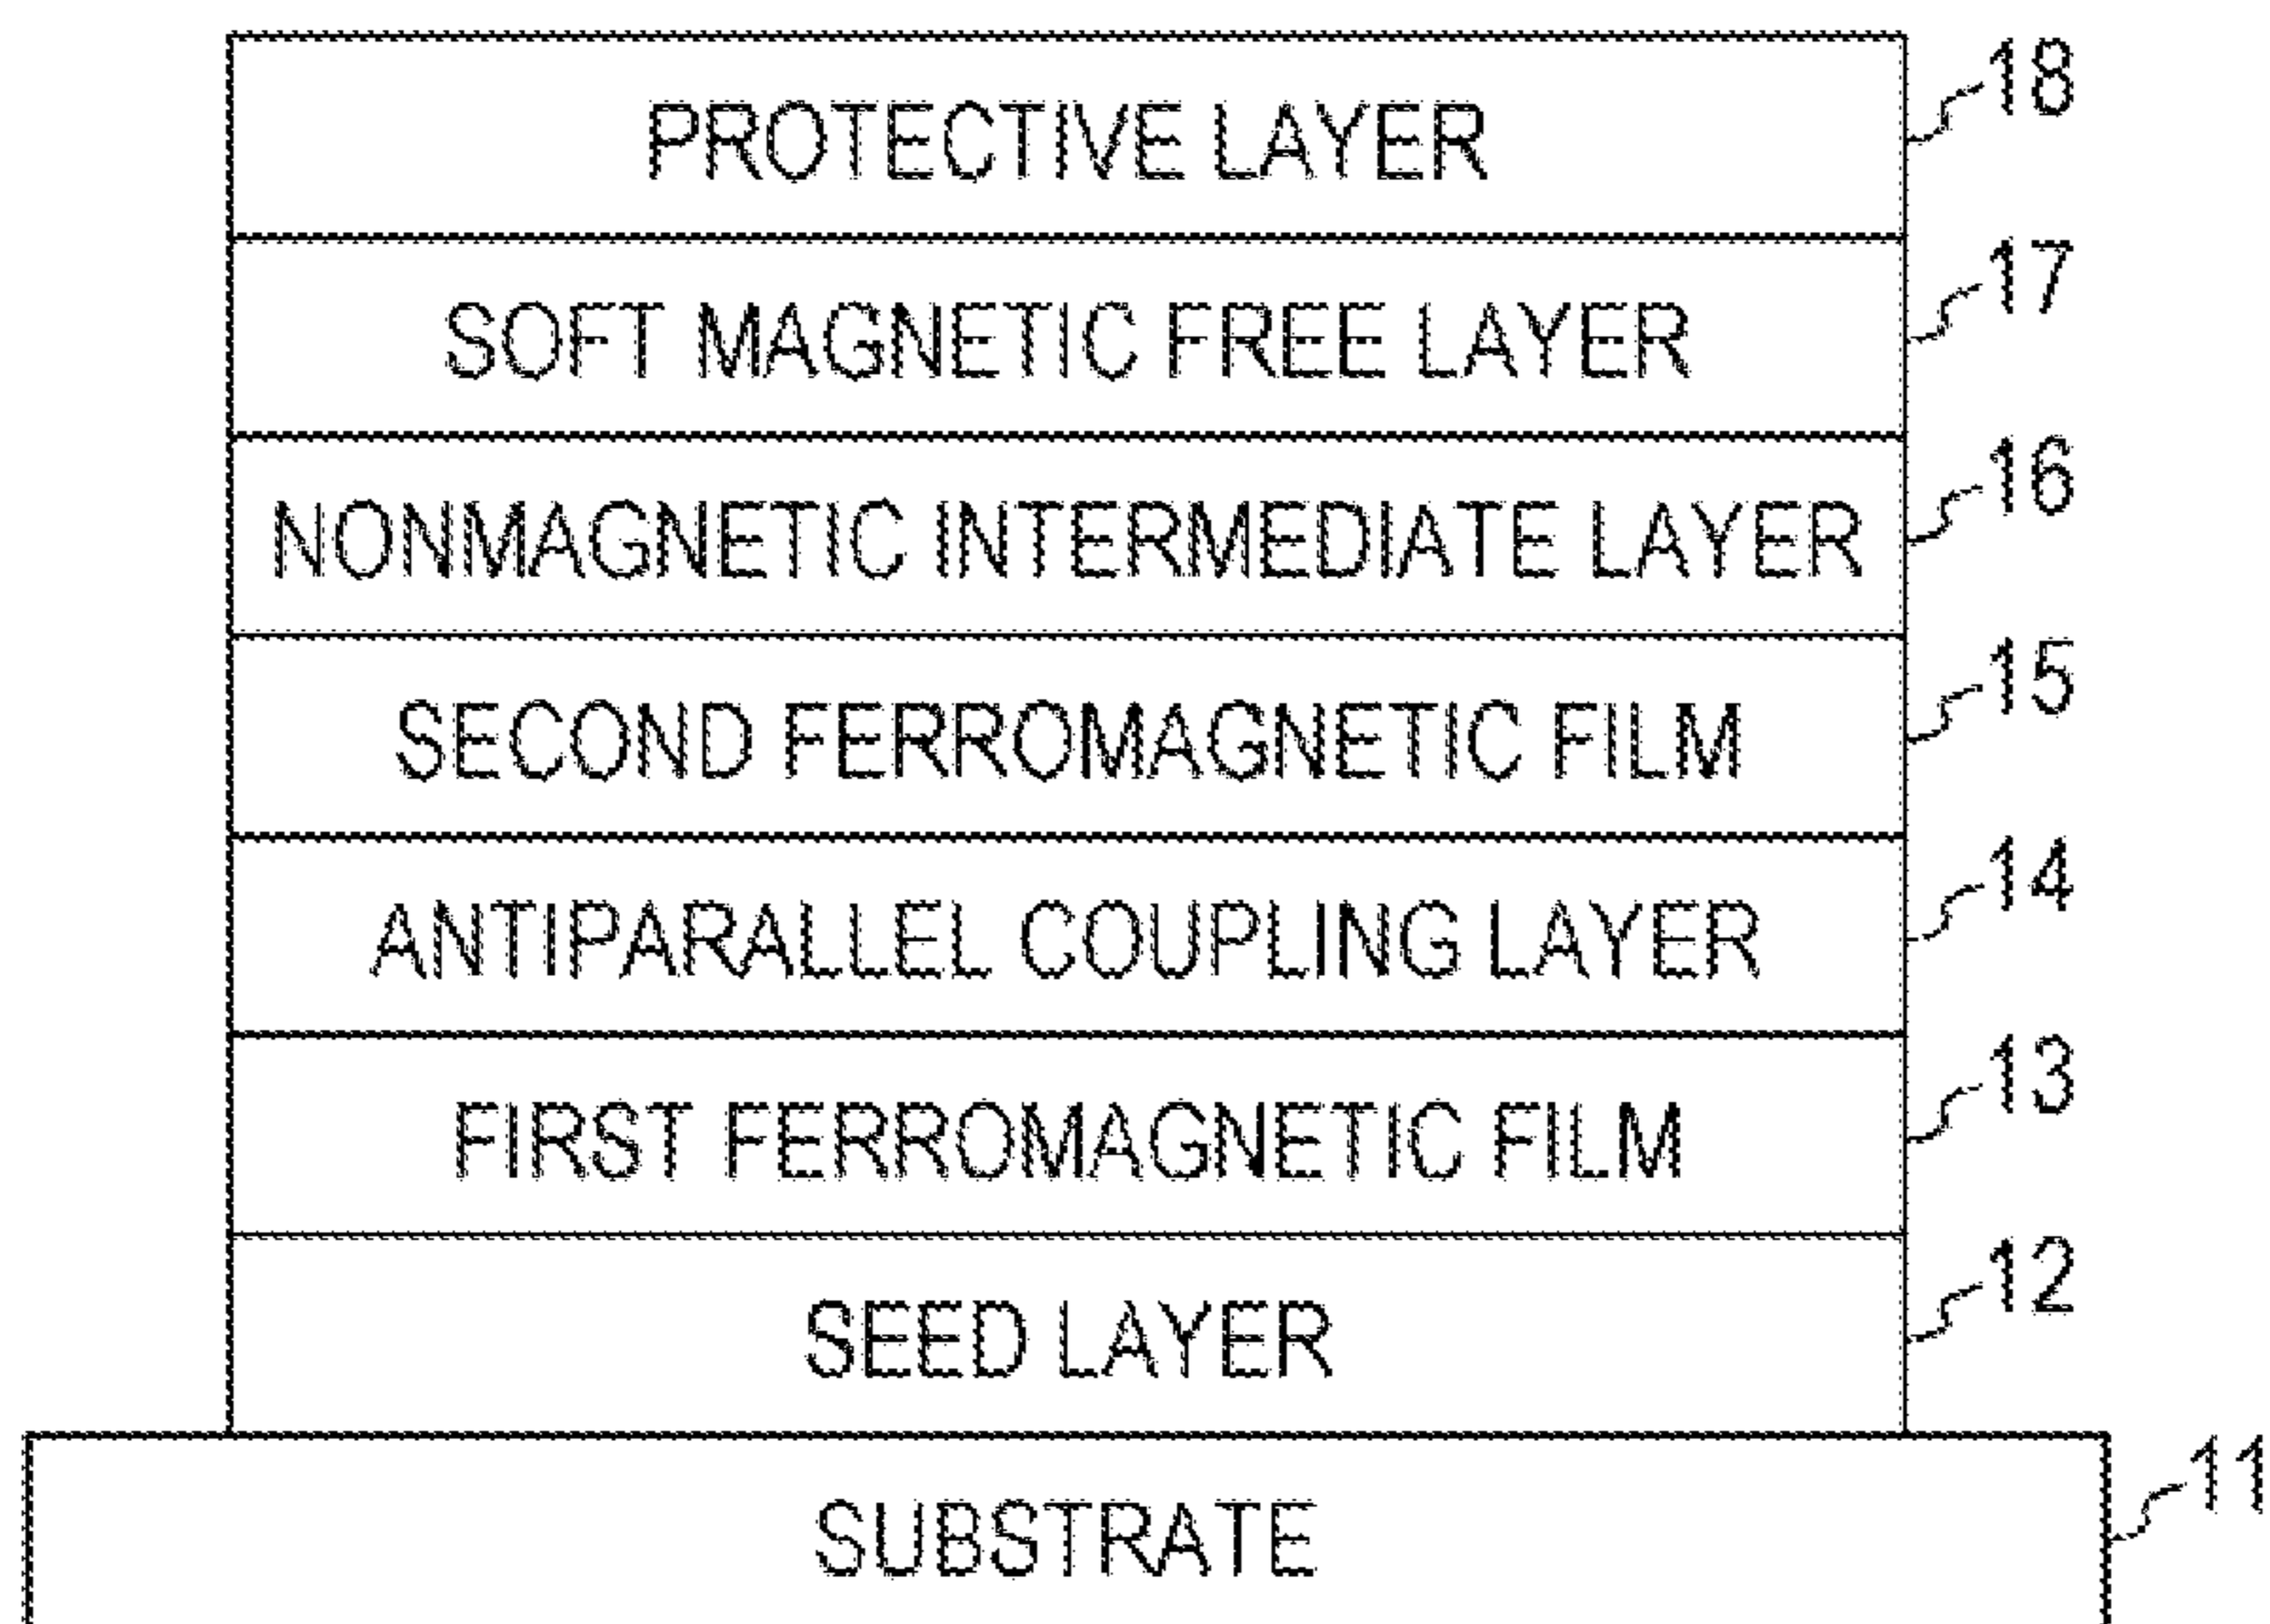 PROTECTIVE LAYER 18
SOFT MAGNETIC FREE LAYER 17
NONMAGNETIC INTERMEDIATE LAYER 16
SECOND FERROMAGNETIC FILM 15
ANTIPARALLEL COUPLING LAYER 14
FIRST FERROMAGNETIC FILM 13
SEED LAYER 12
SUBSTRATE 11